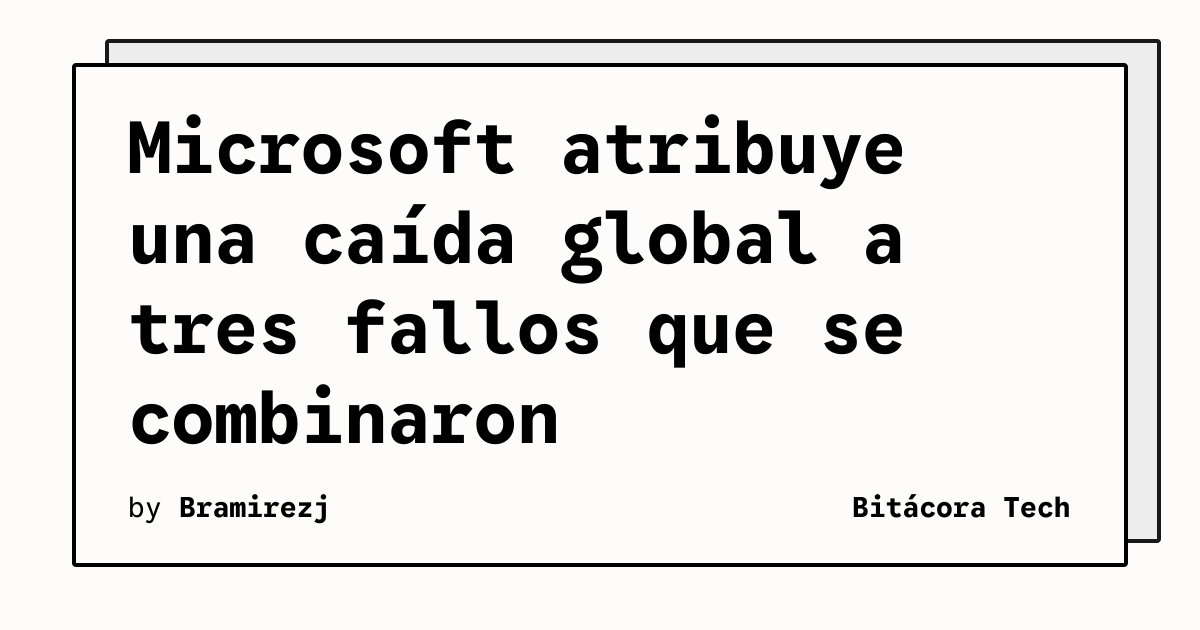 Microsoft atribuye
una caída global a
tres fallos que se
combinaron
by Bramirezj
Bitácora Tech